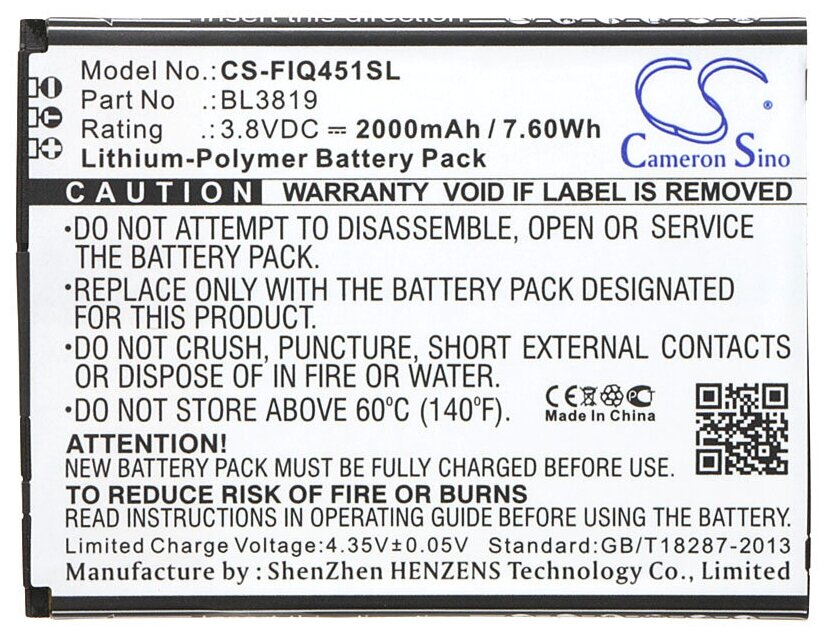 Model No.: CS-FIQ451SL
Part No : BL3819
Rating .: 3.8VDC ⎓ 2000mAh / 7.60Wh
Lithium-Polymer Battery Pack
Cameron Sino
®
CAUTION WARRANTY VOID IF LABEL IS REMOVED
·DO NOT ATTEMPT TO DISASSEMBLE, OPEN OR SERVICE
THE BATTERY PACK.
·REPLACE ONLY WITH THE BATTERY PACK DESIGNATED
FOR THIS PRODUCT.
·DO NOT CRUSH, PUNCTURE, SHORT EXTERNAL CONTACTS
OR DISPOSE OF IN FIRE OR WATER.
·DO NOT STORE ABOVE 60°C (140°F).
CE
Made In China
ATTENTION!
NEW BATTERY PACK MUST BE FULLY CHARGED BEFORE USE.
TO REDUCE RISK OF FIRE OR BURNS
READ INSTRUCTIONS IN OPERATING GUIDE BEFORE USING THE BATTERY.
Limited Charge Voltage:4.35V±0.05V Standard:GB/T18287-2013
Manufacture by : ShenZhen HENZENS Technology CO., Limited